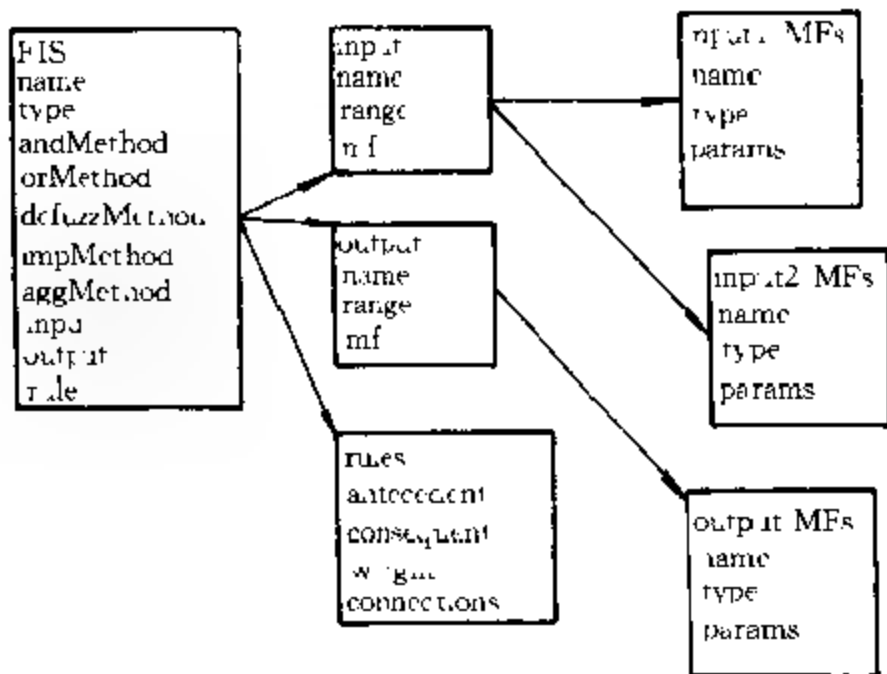 FIS
name
type
andMethod
orMethod
defuzzMethod
impMethod
aggMethod
input
output
rule
input
name
range
mf
output
name
range
mf
rules
antecedent
consequent
weight
connections
input1 MFs
name
type
params
input2 MFs
name
type
params
output MFs
name
type
params